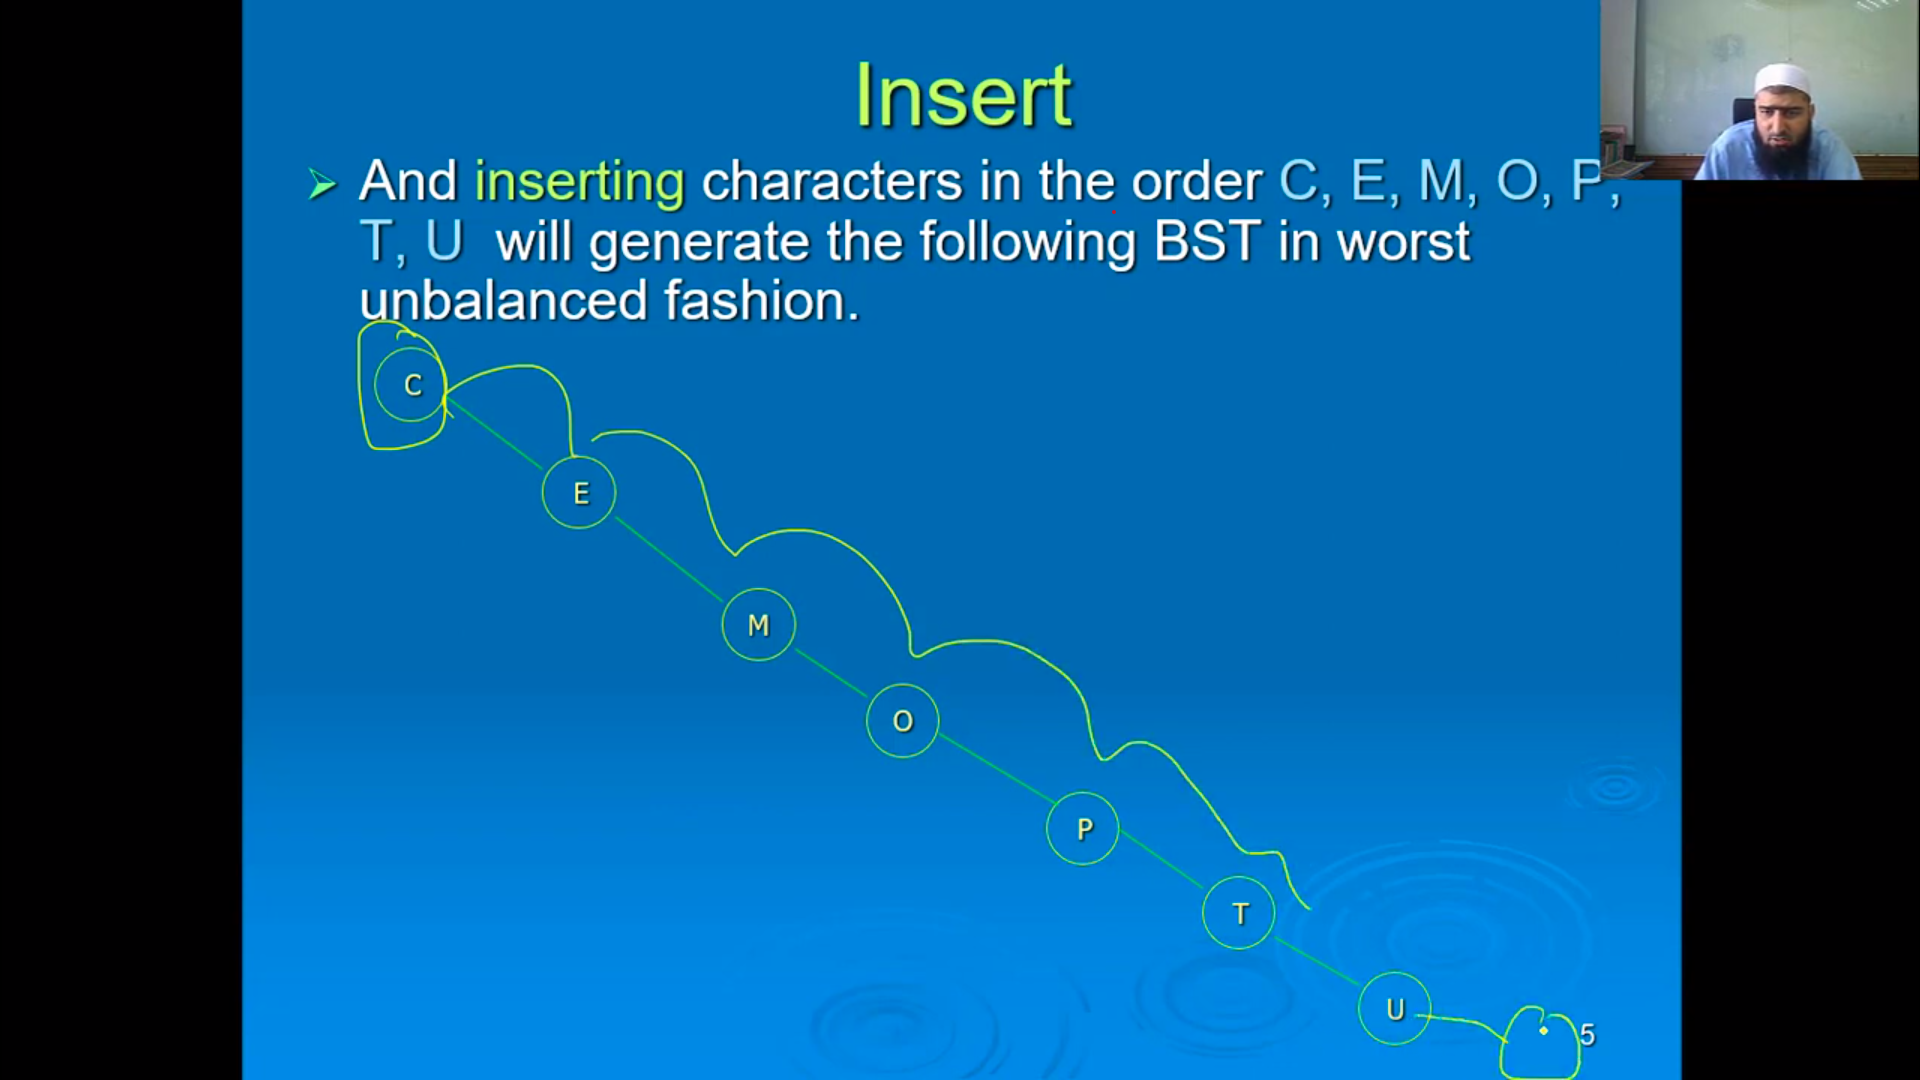 Insert
➢ And inserting characters in the order C, E, M, O, P,
T, U will generate the following BST in worst
unbalanced fashion.
C
E
M
O
P
T
U
5